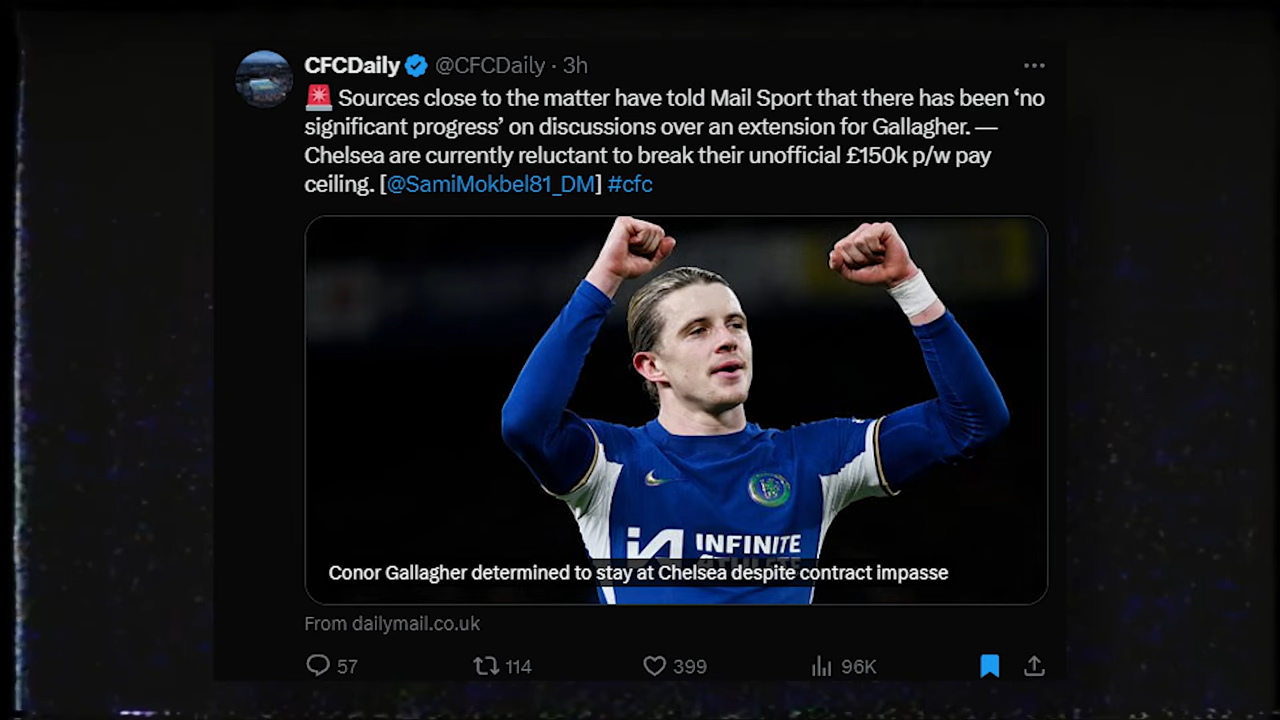 CFCDaily @CFCDaily · 3h
🚨 Sources close to the matter have told Mail Sport that there has been ‘no
significant progress’ on discussions over an extension for Gallagher. —
Chelsea are currently reluctant to break their unofficial £150k p/w pay
ceiling. [@SamiMokbel81_DM] #cfc
INFINITE
ATHLETE
Conor Gallagher determined to stay at Chelsea despite contract impasse
From dailymail.co.uk
57 114 399 96K